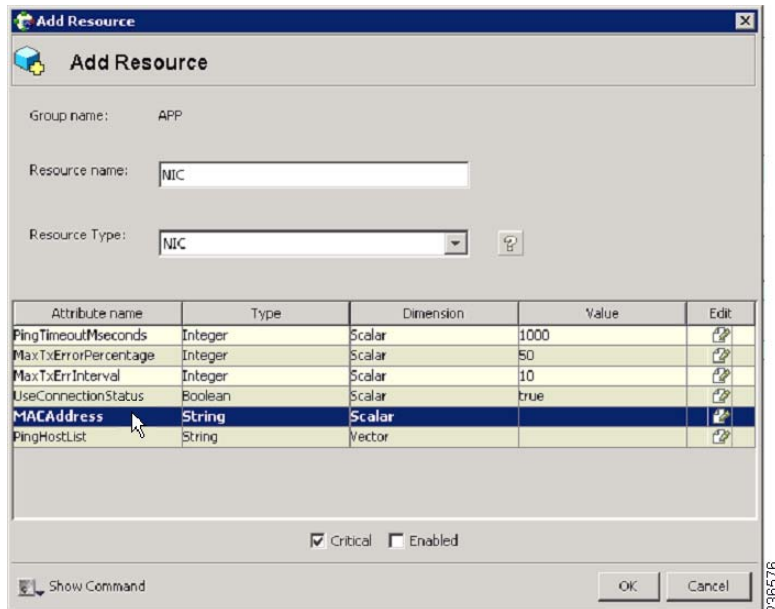 Add Resource
Add Resource
Group name: APP
Resource name: NIC
Resource Type: NIC
Attribute name Type Dimension Value Edit
PingTimeoutMseconds Integer Scalar 1000
MaxTxErrorPercentage Integer Scalar 50
MaxTxErrInterval Integer Scalar 10
UseConnectionStatus Boolean Scalar true
MACAddress String Scalar
PingHostList String Vector
Critical Enabled
Show Command OK Cancel